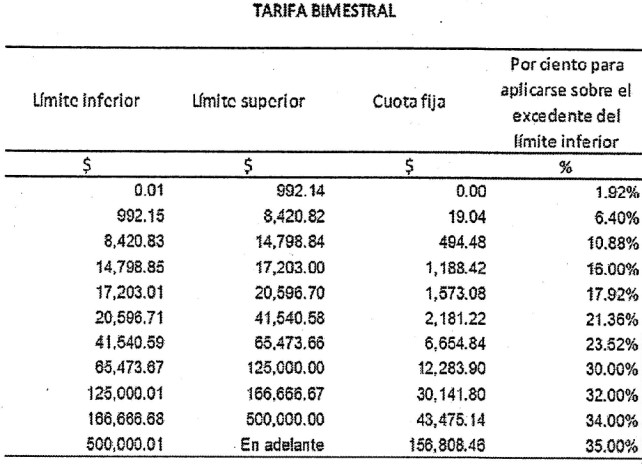 TARIFA BIMESTRAL
Por ciento para
aplicarse sobre el
excedente del
límite inferior
Límite inferior Límite superior Cuota fija
$ $ $ %
0.01 992.14 0.00 1.92%
992.15 8,420.82 19.04 6.40%
8,420.83 14,798.84 494.48 10.88%
14,798.85 17,203.00 1,188.42 16.00%
17,203.01 20,596.70 1,573.08 17.92%
20,596.71 41,540.58 2,181.22 21.36%
41,540.59 65,473.66 6,654.84 23.52%
65,473.67 125,000.00 12,283.90 30.00%
125,000.01 166,666.67 30,141.80 32.00%
166,666.68 500,000.00 43,475.14 34.00%
500,000.01 En adelante 156,808.46 35.00%